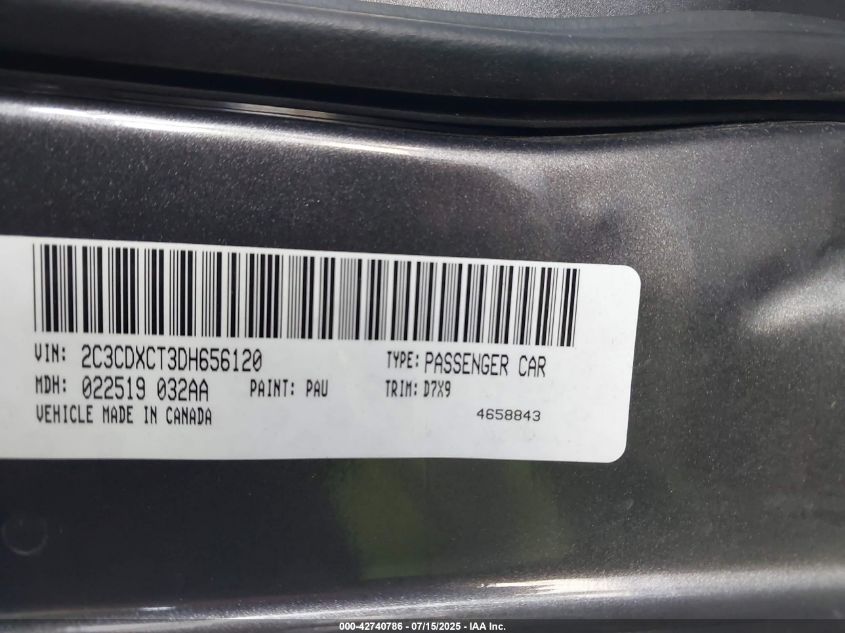 VIN: 2C3CDXCT3DH656120 TYPE: PASSENGER CAR
MDH: 022519 032AA PAINT: PAU TRIM: D7X9
VEHICLE MADE IN CANADA 4658843
000-42740786 - 07/15/2025 - IAA Inc.